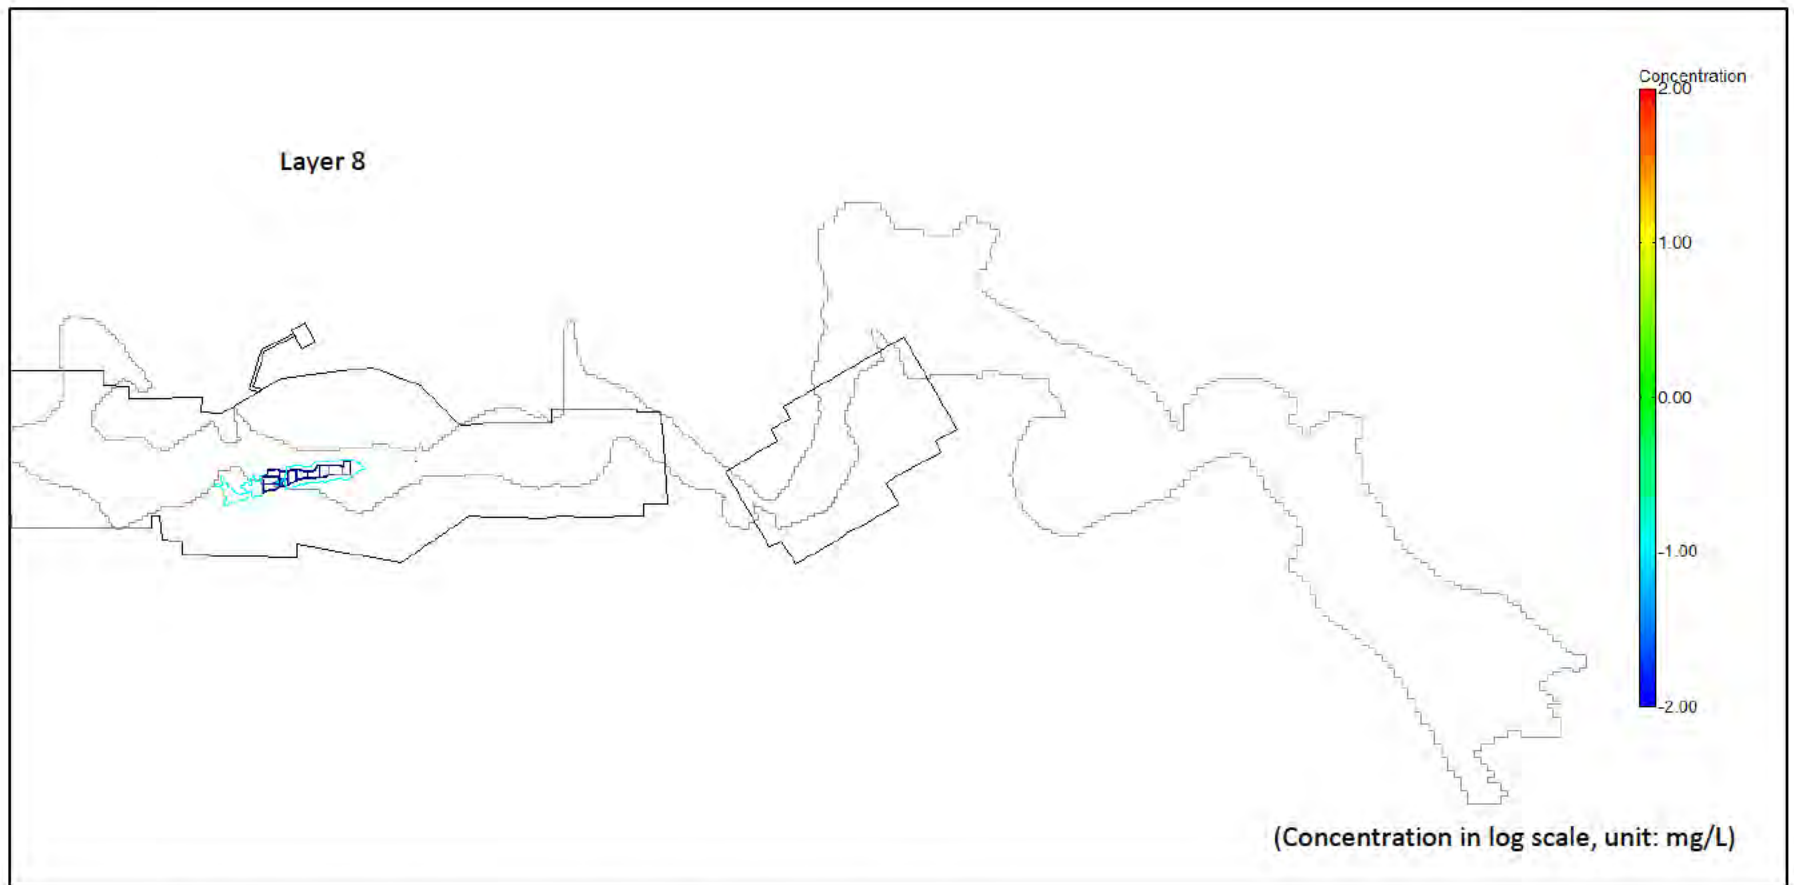 Concentration
2.00
Layer 8
1.00
0.00
-1.00
-2.00
(Concentration in log scale, unit: mg/L)